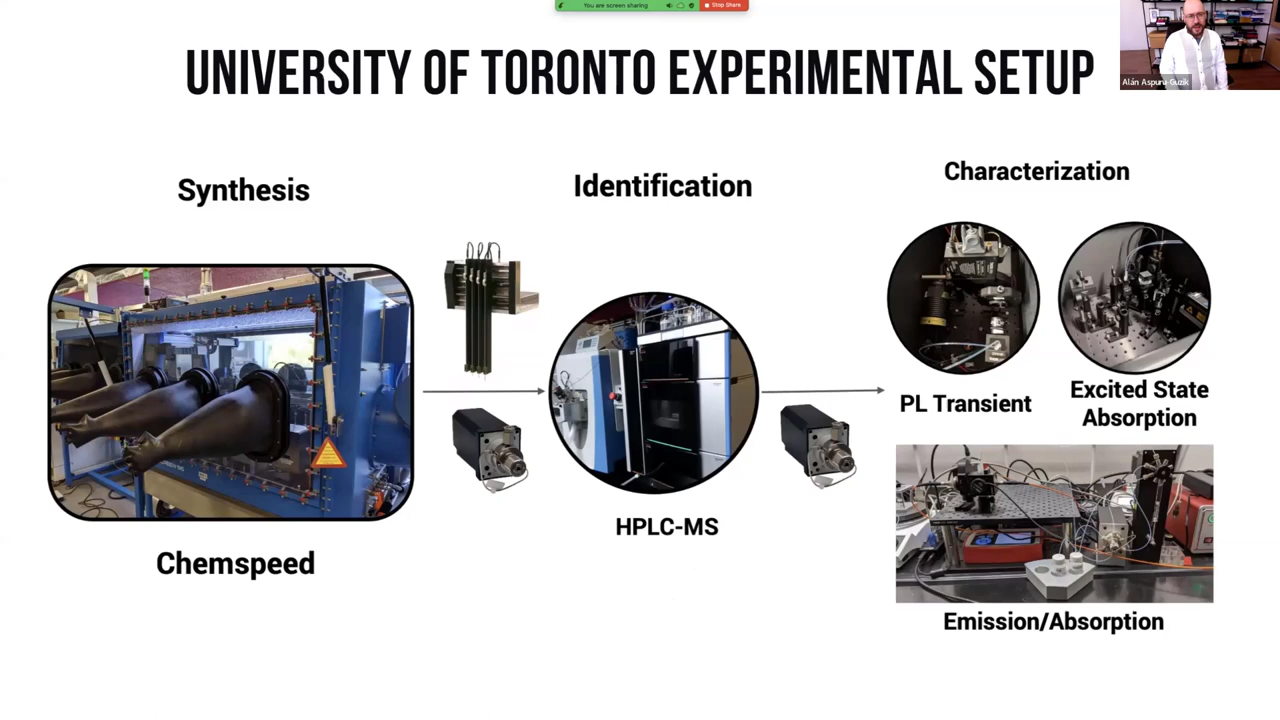 You are screen sharing
Stop Share
UNIVERSITY OF TORONTO EXPERIMENTAL SETUP
Alán Aspuru-Guzik
Synthesis
Identification
Characterization
PL Transient
Excited State
Absorption
HPLC-MS
Chemspeed
Emission/Absorption